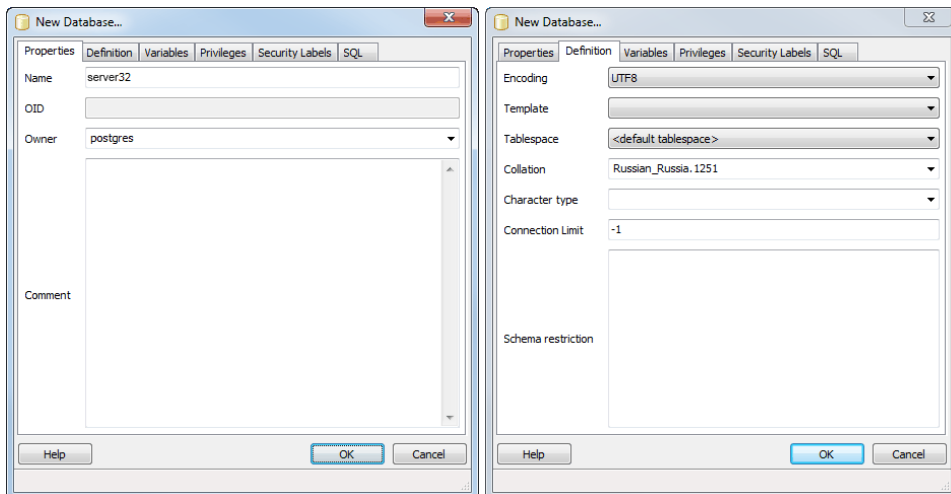 New Database...
Properties Definition Variables Privileges Security Labels SQL
Name server32
OID
Owner postgres
Comment
Help OK Cancel
New Database...
Properties Definition Variables Privileges Security Labels SQL
Encoding UTF8
Template
Tablespace <default tablespace>
Collation Russian_Russia.1251
Character type
Connection Limit -1
Schema restriction
Help OK Cancel